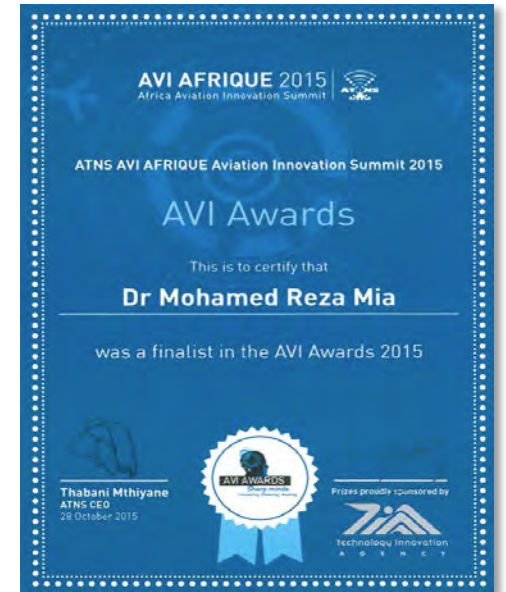 AVI AFRIQUE 2015
Africa Aviation Innovation Summit
ATNS
ATNS AVI AFRIQUE Aviation Innovation Summit 2015
AVI Awards
This is to certify that
Dr Mohamed Reza Mia
was a finalist in the AVI Awards 2015
AVI AWARDS
Sharp minds
Thabani Mthiyane
ATNS CEO
28 October 2015
Prizes proudly sponsored by
TIA
technology innovation
AGENCY